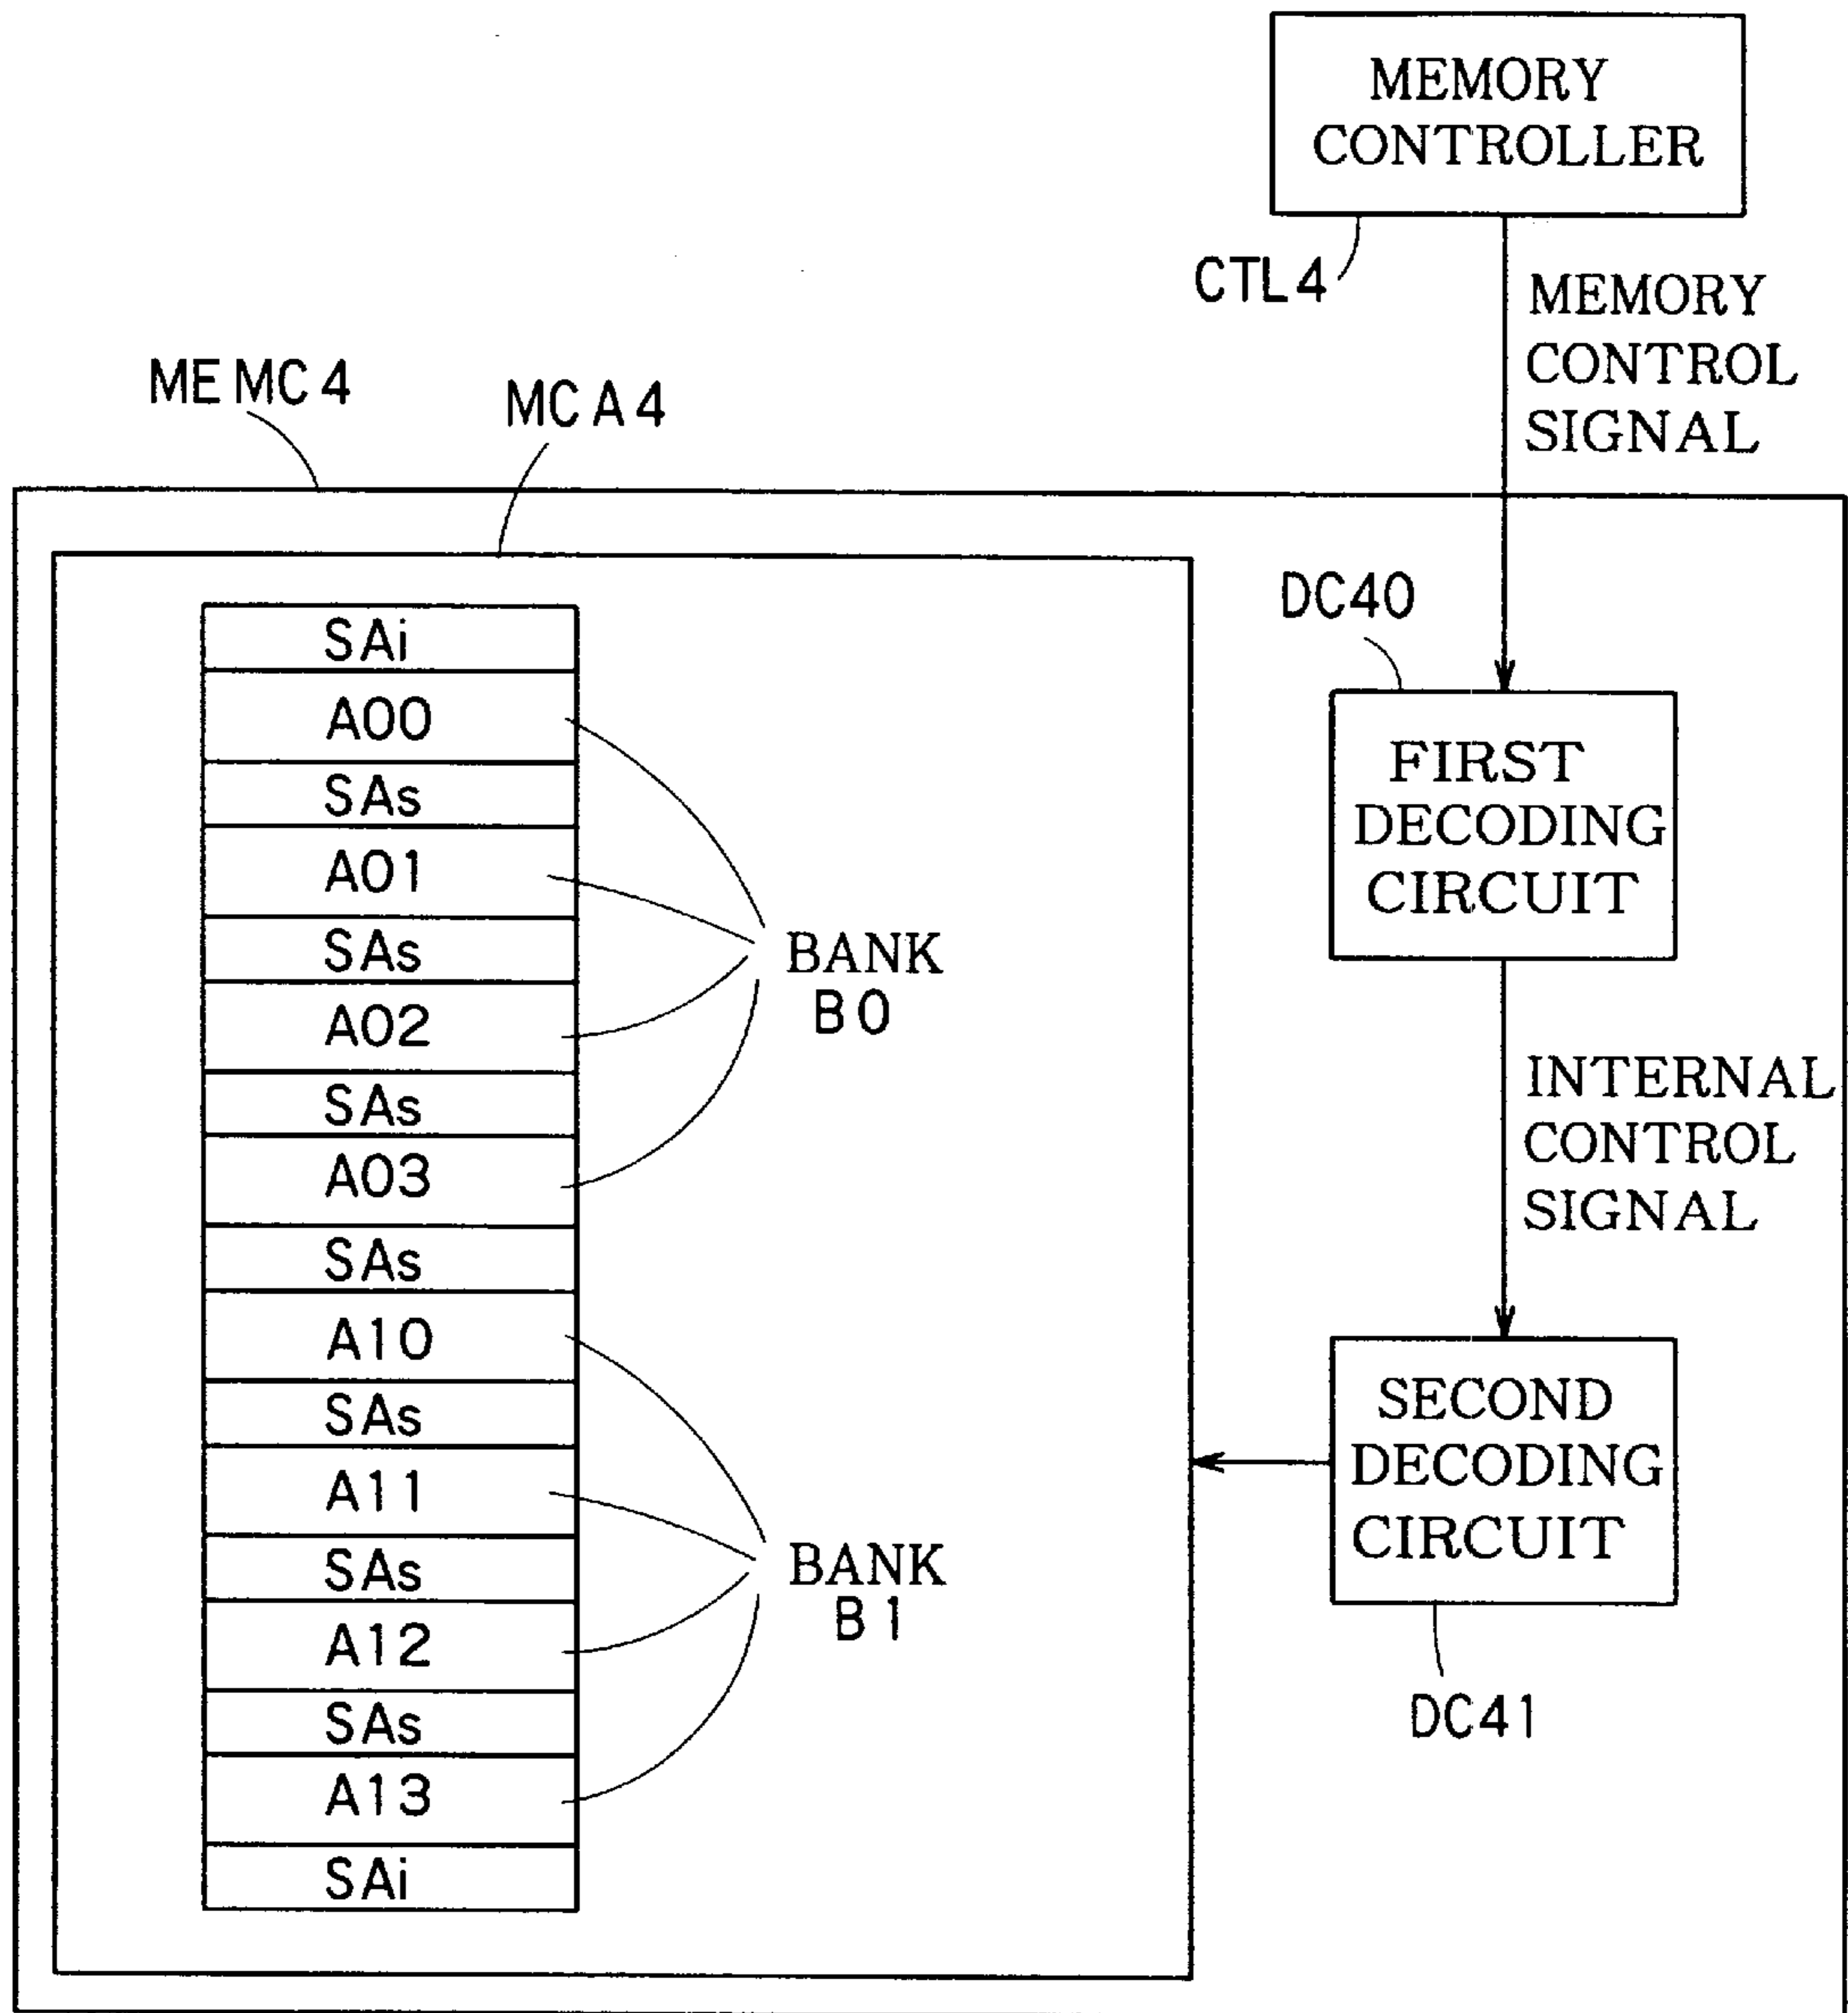 MEMORY
CONTROLLER
CTL4
MEMORY
CONTROL
SIGNAL
MEMC4
MCA4
DC40
SAi
A00
SAs
A01
SAs
A02
SAs
A03
SAs
A10
SAs
A11
SAs
A12
SAs
A13
SAi
BANK
B0
BANK
B1
FIRST
DECODING
CIRCUIT
INTERNAL
CONTROL
SIGNAL
SECOND
DECODING
CIRCUIT
DC41